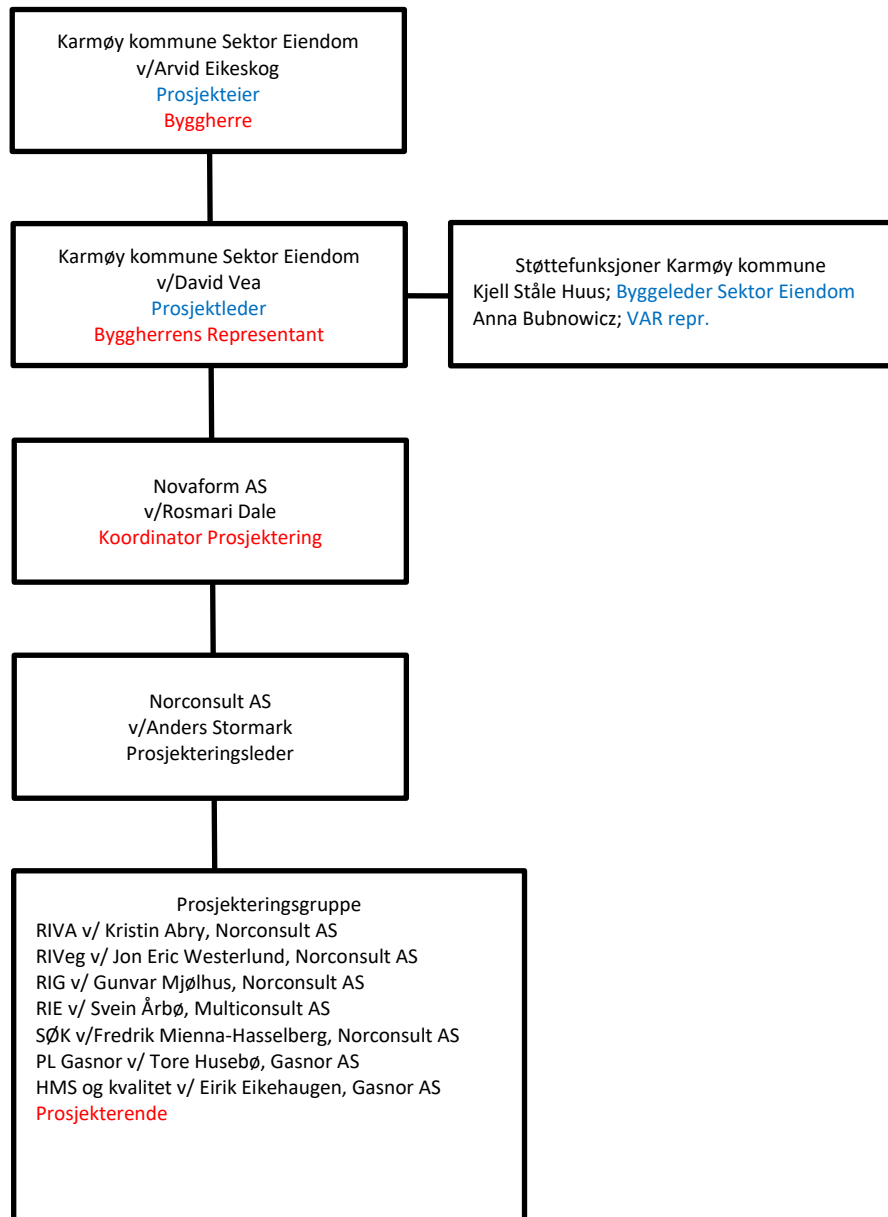 Karmøy kommune Sektor Eiendom
v/Arvid Eikeskog
Prosjekteier
Byggherre
Karmøy kommune Sektor Eiendom
v/David Vea
Prosjektleder
Byggherrens Representant
Støttefunksjoner Karmøy kommune
Kjell Ståle Huus; Byggeleder Sektor Eiendom
Anna Bubnowicz; VAR repr.
Novaform AS
v/Rosmari Dale
Koordinator Prosjektering
Norconsult AS
v/Anders Stormark
Prosjekteringsleder
Prosjekteringsgruppe
RIVA v/ Kristin Abry, Norconsult AS
RIVeg v/ Jon Eric Westerlund, Norconsult AS
RIG v/ Gunvar Mjølhus, Norconsult AS
RIE v/ Svein Årbø, Multiconsult AS
SØK v/Fredrik Mienna-Hasselberg, Norconsult AS
PL Gasnor v/ Tore Husebø, Gasnor AS
HMS og kvalitet v/ Eirik Eikehaugen, Gasnor AS
Prosjekterende